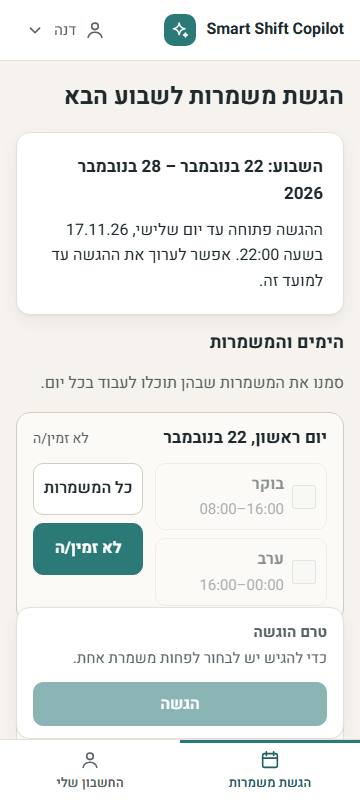 Smart Shift Copilot
דנה
הגשת משמרות לשבוע הבא
השבוע: 22 בנובמבר – 28 בנובמבר
2026
ההגשה פתוחה עד יום שלישי, 17.11.26
בשעה 22:00. אפשר לערוך את ההגשה עד
למועד זה.
הימים והמשמרות
סמנו את המשמרות שבהן תוכלו לעבוד בכל יום.
יום ראשון, 22 בנובמבר
לא זמין/ה
בוקר
08:00–16:00
כל המשמרות
לא זמין/ה
ערב
16:00–00:00
טרם הוגשה
כדי להגיש יש לבחור לפחות משמרת אחת.
הגשה
הגשת משמרות
החשבון שלי